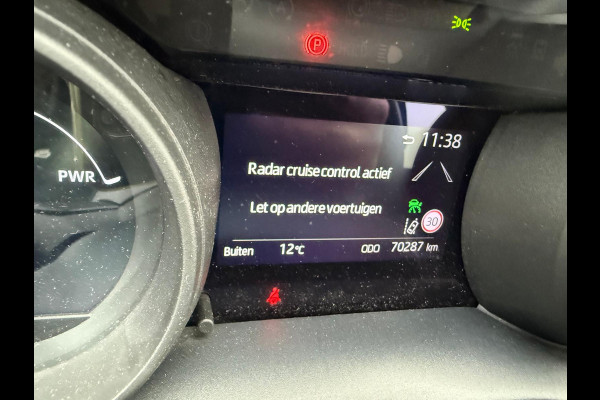 P
11:38
Radar cruise control actief
PWR
Let op andere voertuigen
30
Buiten 12°C ODO 70287 km